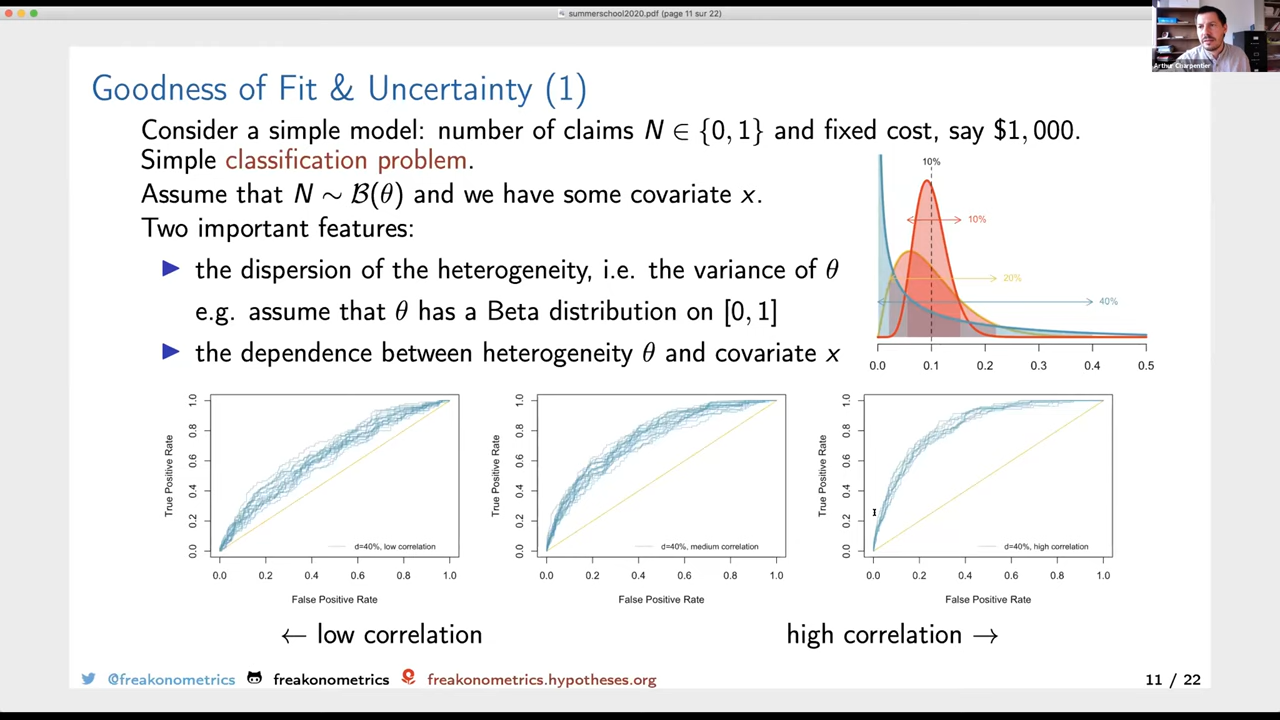 summerschool2020.pdf (page 11 sur 22)
Arthur Charpentier
Goodness of Fit & Uncertainty (1)
Consider a simple model: number of claims N ∈ {0, 1} and fixed cost, say $1, 000.
Simple classification problem.
Assume that N ∼ B(θ) and we have some covariate x.
Two important features:
▶ the dispersion of the heterogeneity, i.e. the variance of θ
e.g. assume that θ has a Beta distribution on [0, 1]
▶ the dependence between heterogeneity θ and covariate x
10%
10%
20%
40%
0.0 0.1 0.2 0.3 0.4 0.5
True Positive Rate
0.0 0.2 0.4 0.6 0.8 1.0
d=40%, low correlation
0.0 0.2 0.4 0.6 0.8 1.0
False Positive Rate
True Positive Rate
0.0 0.2 0.4 0.6 0.8 1.0
d=40%, medium correlation
0.0 0.2 0.4 0.6 0.8 1.0
False Positive Rate
True Positive Rate
0.0 0.2 0.4 0.6 0.8 1.0
d=40%, high correlation
0.0 0.2 0.4 0.6 0.8 1.0
False Positive Rate
← low correlation
high correlation →
@freakonometrics freakonometrics freakonometrics.hypotheses.org
11 / 22